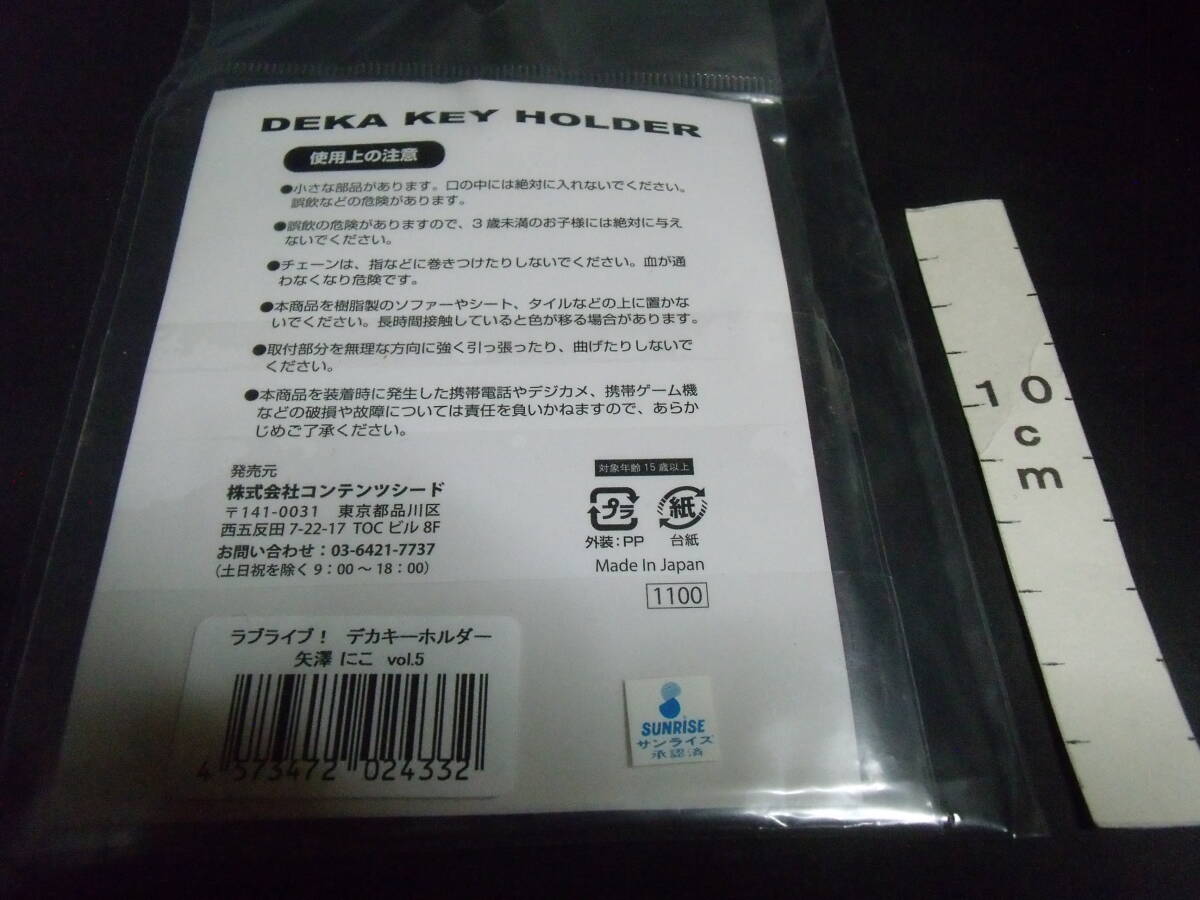 DEKA KEY HOLDER
使用上の注意
●小さな部品があります。口の中には絶対に入れないでください。
誤飲などの危険があります。
●誤飲の危険がありますので、3歳未満のお子様には絶対に与え
ないでください。
●チェーンは、指などに巻きつけたりしないでください。血が通
わなくなり危険です。
●本商品を樹脂製のソファーやシート、タイルなどの上に置かな
いでください。長時間接触していると色が移る場合があります。
●取付部分を無理な方向に強く引っ張ったり、曲げたりしないで
ください。
●本商品を装着時に発生した携帯電話やデジカメ、携帯ゲーム機
などの破損や故障については責任を負いかねますので、あらか
じめご了承ください。
発売元
株式会社コンテンツシード
〒141-0031 東京都品川区
西五反田 7-22-17 TOC ビル 8F
お問い合わせ:03-6421-7737
(土日祝を除く 9:00～18:00)
対象年齢 15 歳以上
プラ 紙
外装:PP 台紙
Made In Japan
1100
ラブライブ! デカキーホルダー
矢澤 にこ vol.5
4 573472 024332
SUNRISE
サンライズ
承認済
10
cm